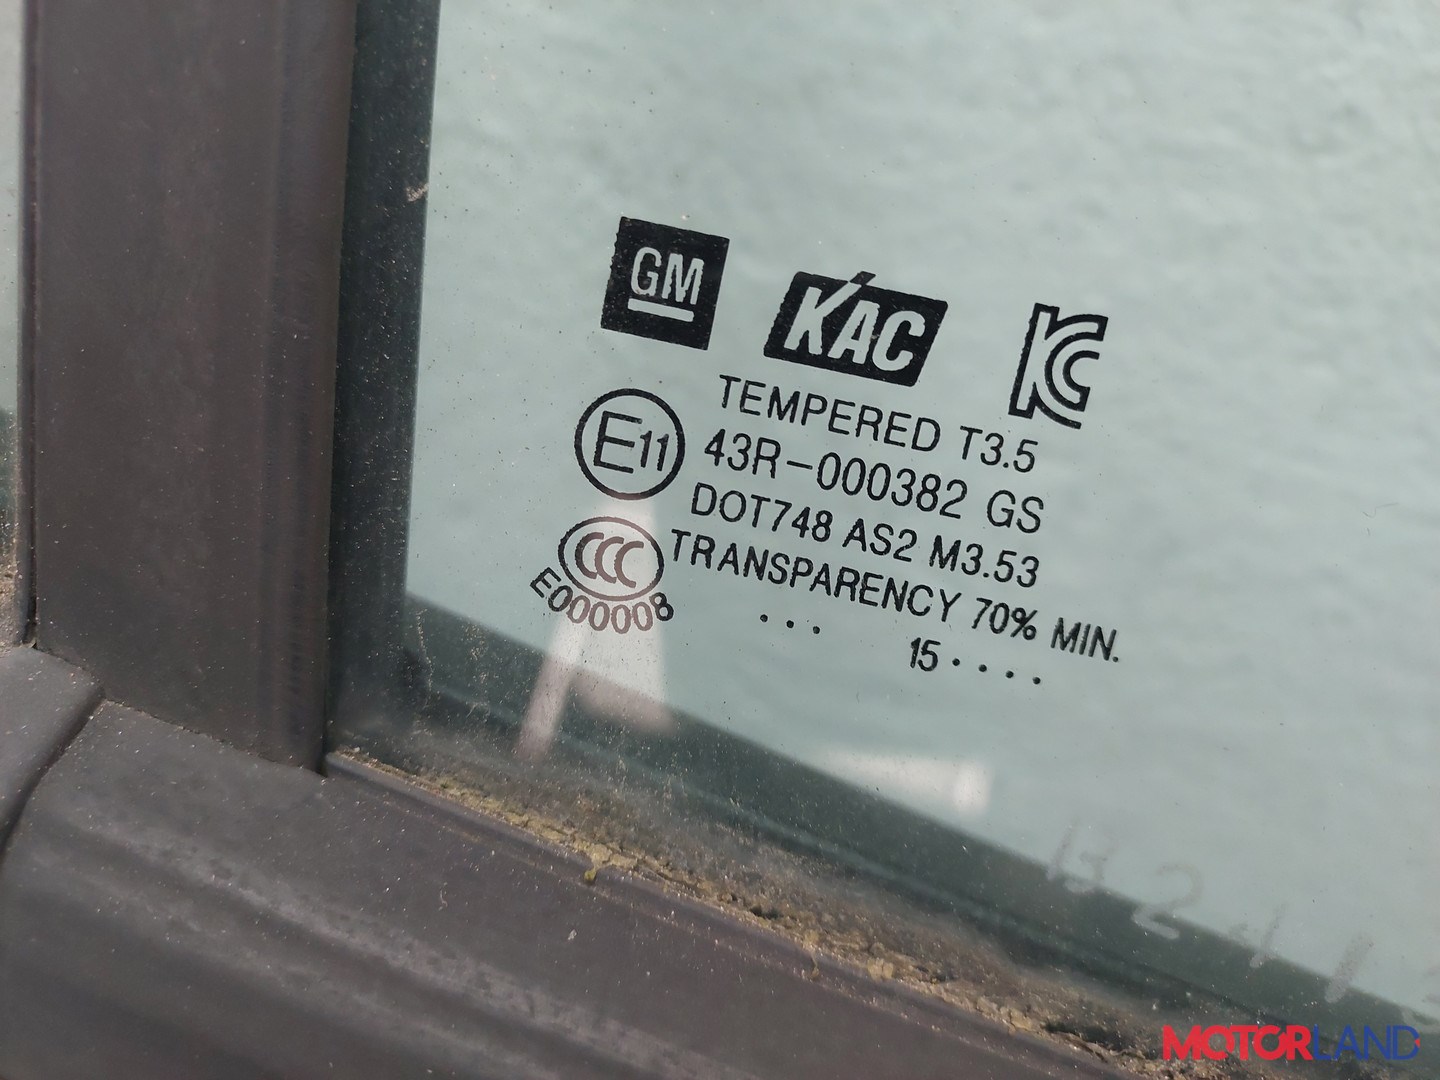 GM
KAC
KC
TEMPERED T3.5
E11
43R-000382 GS
DOT748 AS2 M3.53
CCC
TRANSPARENCY 70% MIN.
E000008
... 15....
MOTORLAND